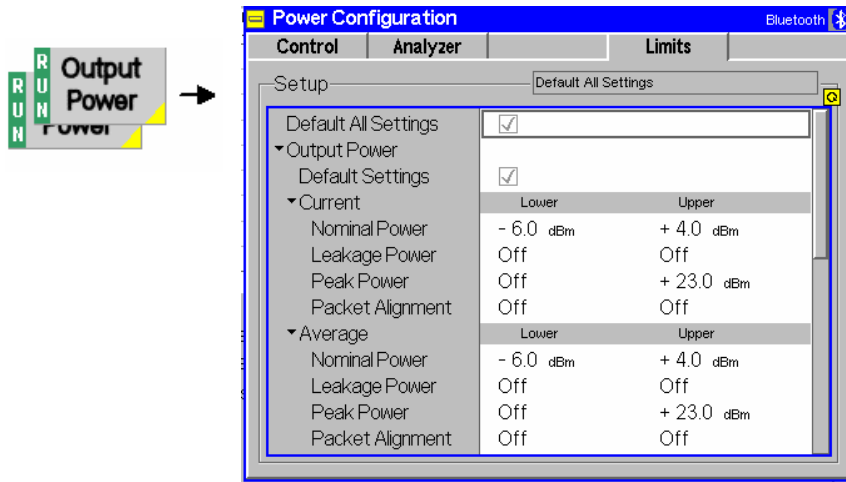 RUN Output Power
RUN Power
Power Configuration Bluetooth
Control Analyzer Limits
Setup Default All Settings
Default All Settings
Output Power
Default Settings
Current Lower Upper
Nominal Power - 6.0 dBm + 4.0 dBm
Leakage Power Off Off
Peak Power Off + 23.0 dBm
Packet Alignment Off Off
Average Lower Upper
Nominal Power - 6.0 dBm + 4.0 dBm
Leakage Power Off Off
Peak Power Off + 23.0 dBm
Packet Alignment Off Off